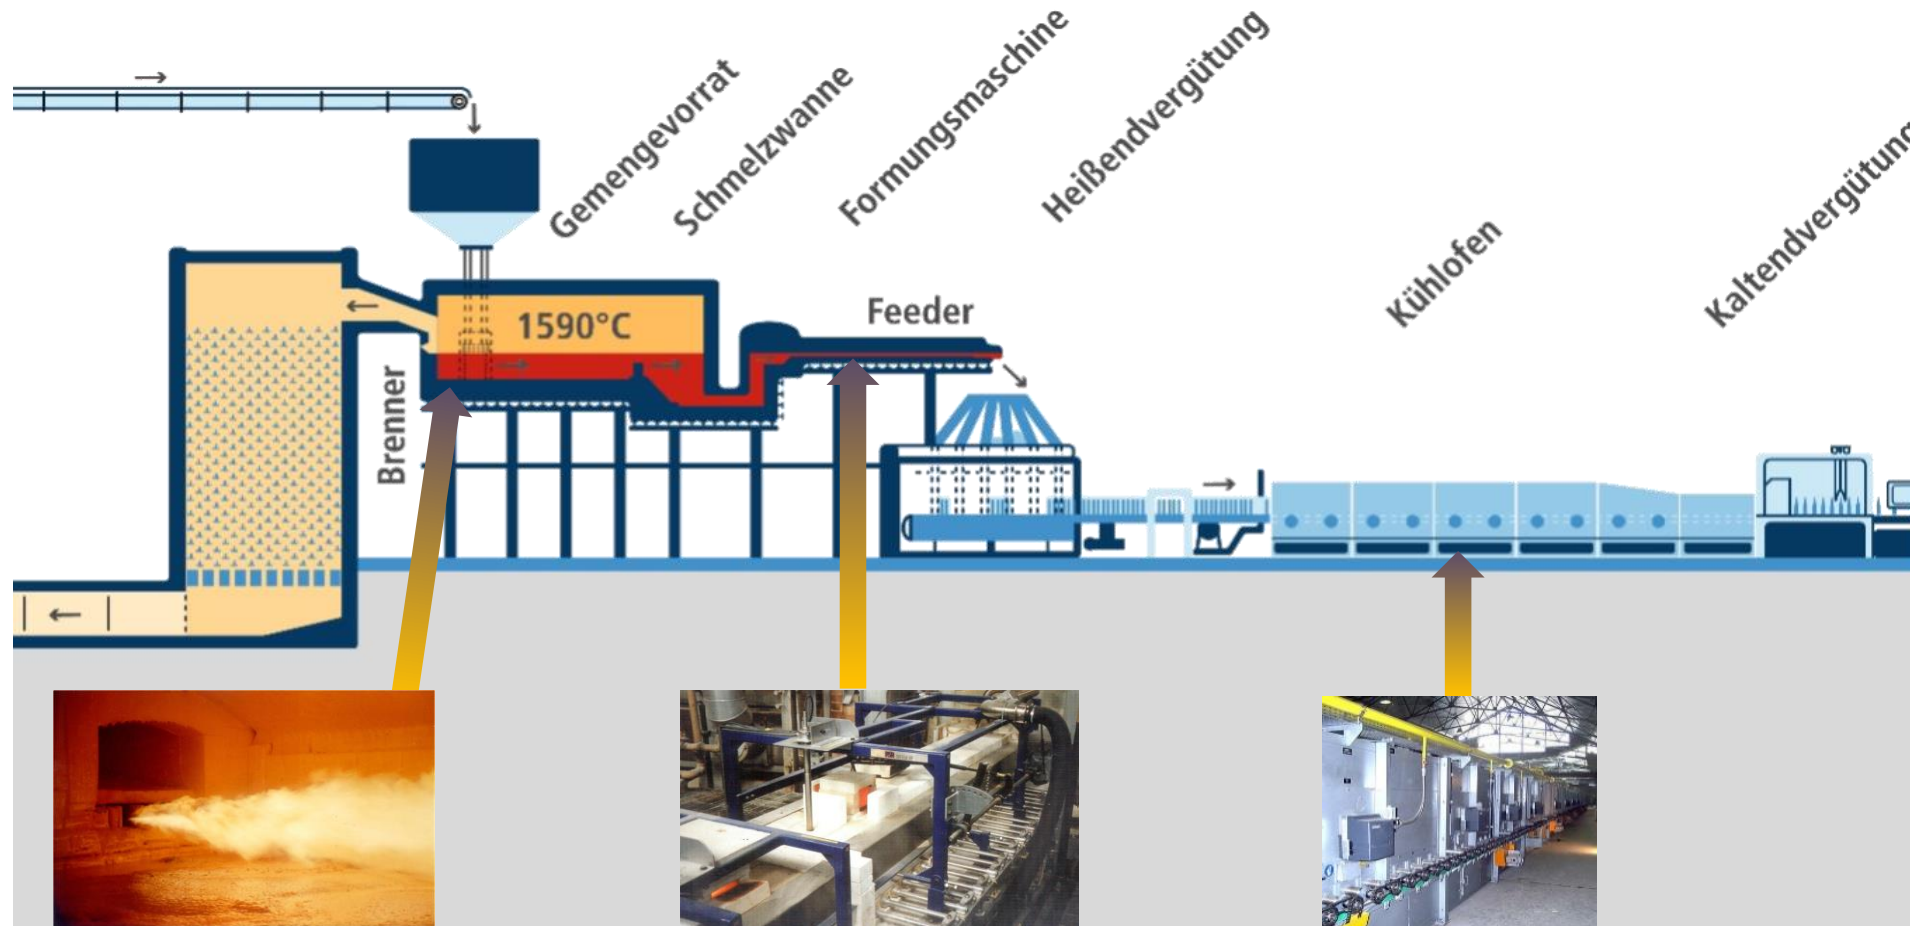 Gemengevorrat
Schmelzwanne
Formungsmaschine
Heißendvergütung
Kühlofen
Kaltendvergütung
Feeder
1590°C
Brenner